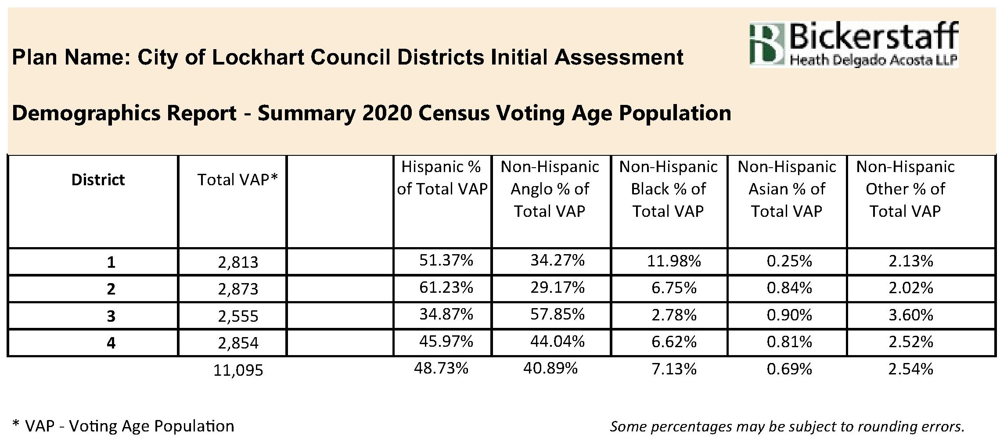 Bickerstaff
Heath Delgado Acosta LLP
Plan Name: City of Lockhart Council Districts Initial Assessment
Demographics Report - Summary 2020 Census Voting Age Population
District Total VAP* Hispanic % of Total VAP Non-Hispanic Anglo % of Total VAP Non-Hispanic Black % of Total VAP Non-Hispanic Asian % of Total VAP Non-Hispanic Other % of Total VAP
1 2,813 51.37% 34.27% 11.98% 0.25% 2.13%
2 2,873 61.23% 29.17% 6.75% 0.84% 2.02%
3 2,555 34.87% 57.85% 2.78% 0.90% 3.60%
4 2,854 45.97% 44.04% 6.62% 0.81% 2.52%
11,095 48.73% 40.89% 7.13% 0.69% 2.54%
* VAP - Voting Age Population
Some percentages may be subject to rounding errors.